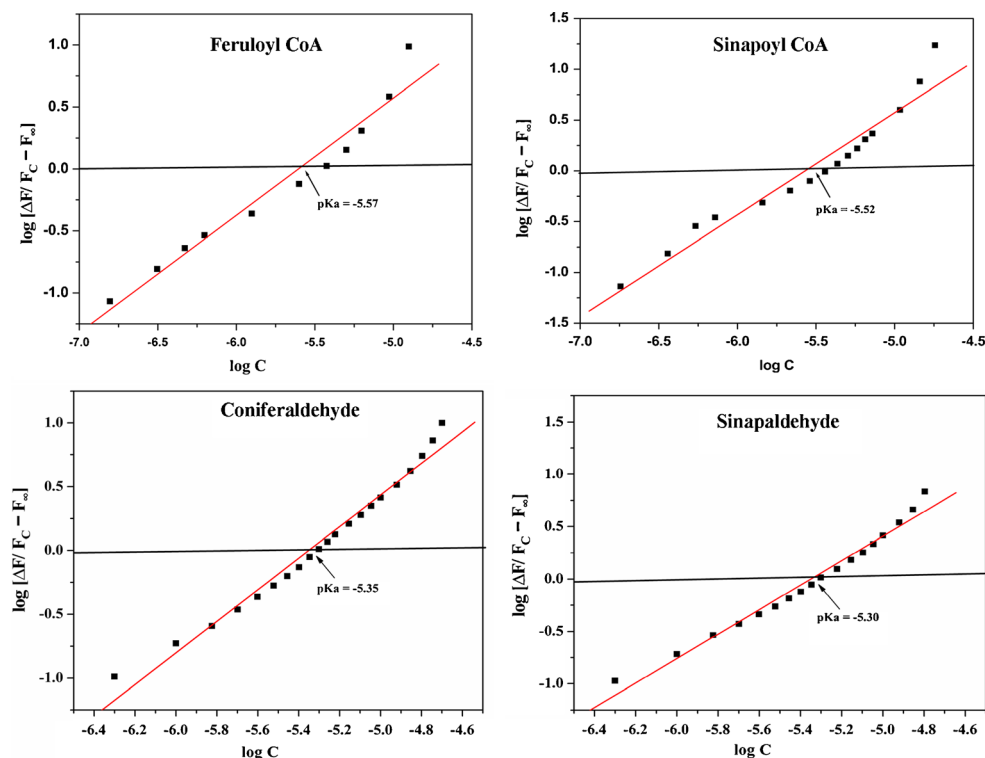 Feruloyl CoA
log [ΔF/ F_C − F_∞]
1.0
0.5
0.0
-0.5
-1.0
pKa = -5.57
-7.0 -6.5 -6.0 -5.5 -5.0 -4.5
log C
Sinapoyl CoA
log [ΔF/ F_C − F_∞]
1.5
1.0
0.5
0.0
-0.5
-1.0
-1.5
pKa = -5.52
-7.0 -6.5 -6.0 -5.5 -5.0 -4.5
log C
Coniferaldehyde
log [ΔF/ F_C − F_∞]
1.0
0.5
0.0
-0.5
-1.0
pKa = -5.35
-6.4 -6.2 -6.0 -5.8 -5.6 -5.4 -5.2 -5.0 -4.8 -4.6
log C
Sinapaldehyde
log [ΔF/ F_C − F_∞]
1.5
1.0
0.5
0.0
-0.5
-1.0
pKa = -5.30
-6.4 -6.2 -6.0 -5.8 -5.6 -5.4 -5.2 -5.0 -4.8 -4.6
log C